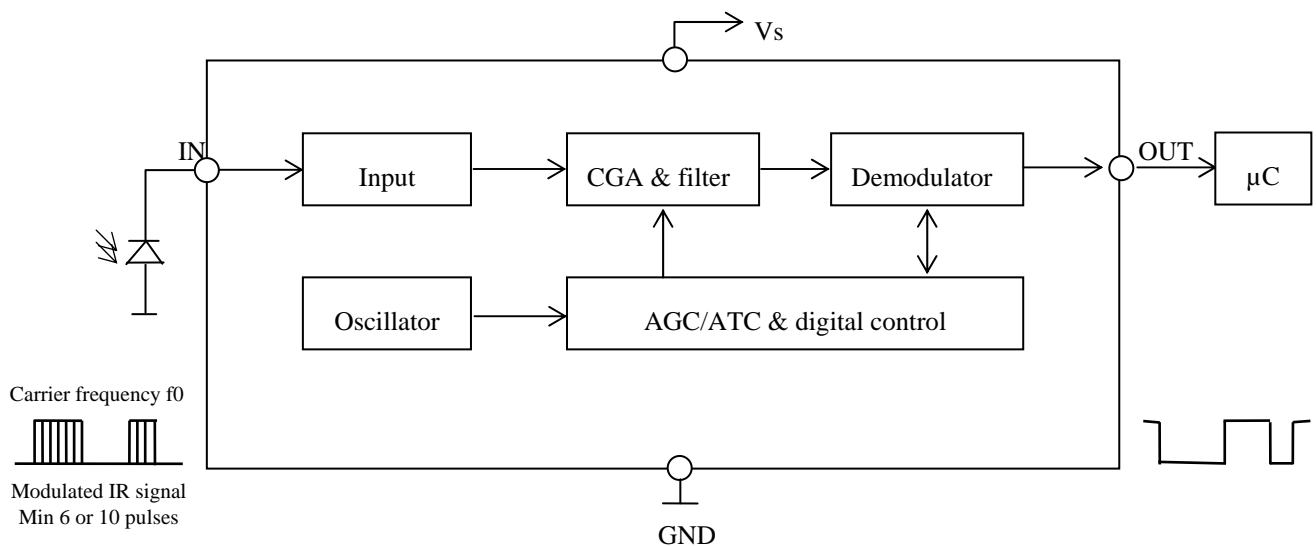 Vs
IN
Input
CGA & filter
Demodulator
OUT
µC
Oscillator
AGC/ATC & digital control
Carrier frequency f0
Modulated IR signal
Min 6 or 10 pulses
GND